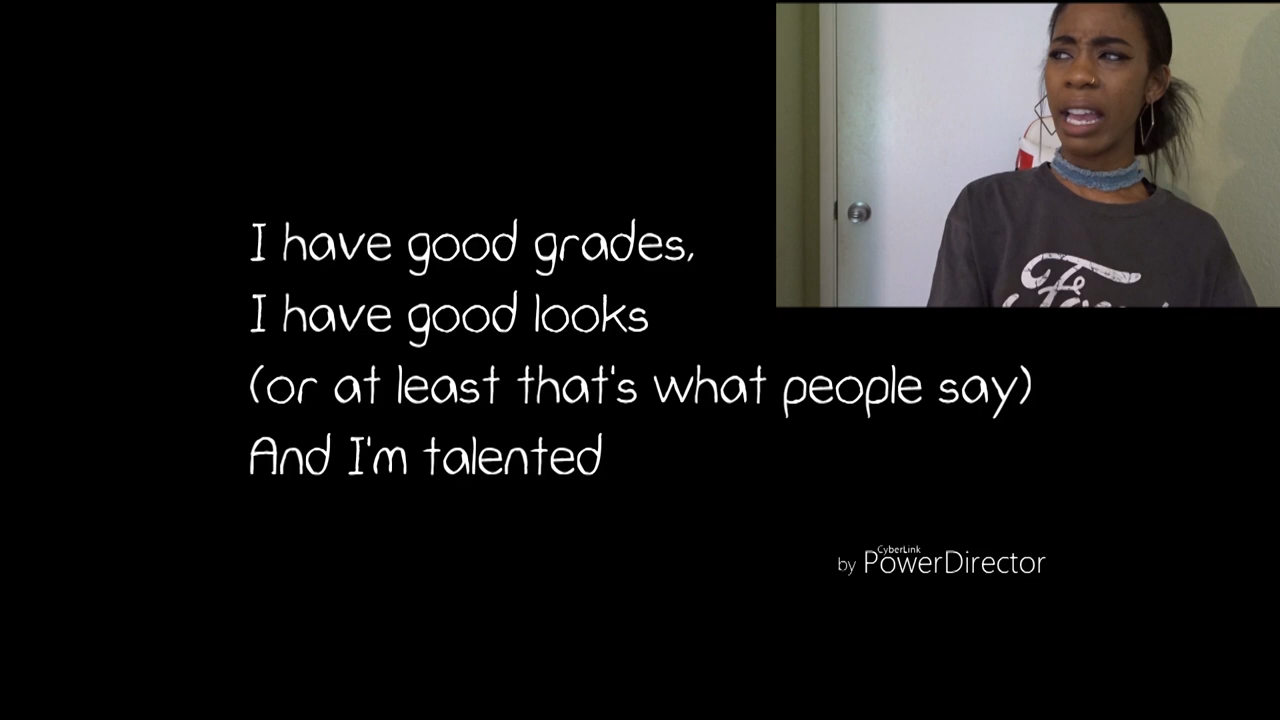 I have good grades,
I have good looks
(or at least that's what people say)
And I'm talented
by CyberLink PowerDirector